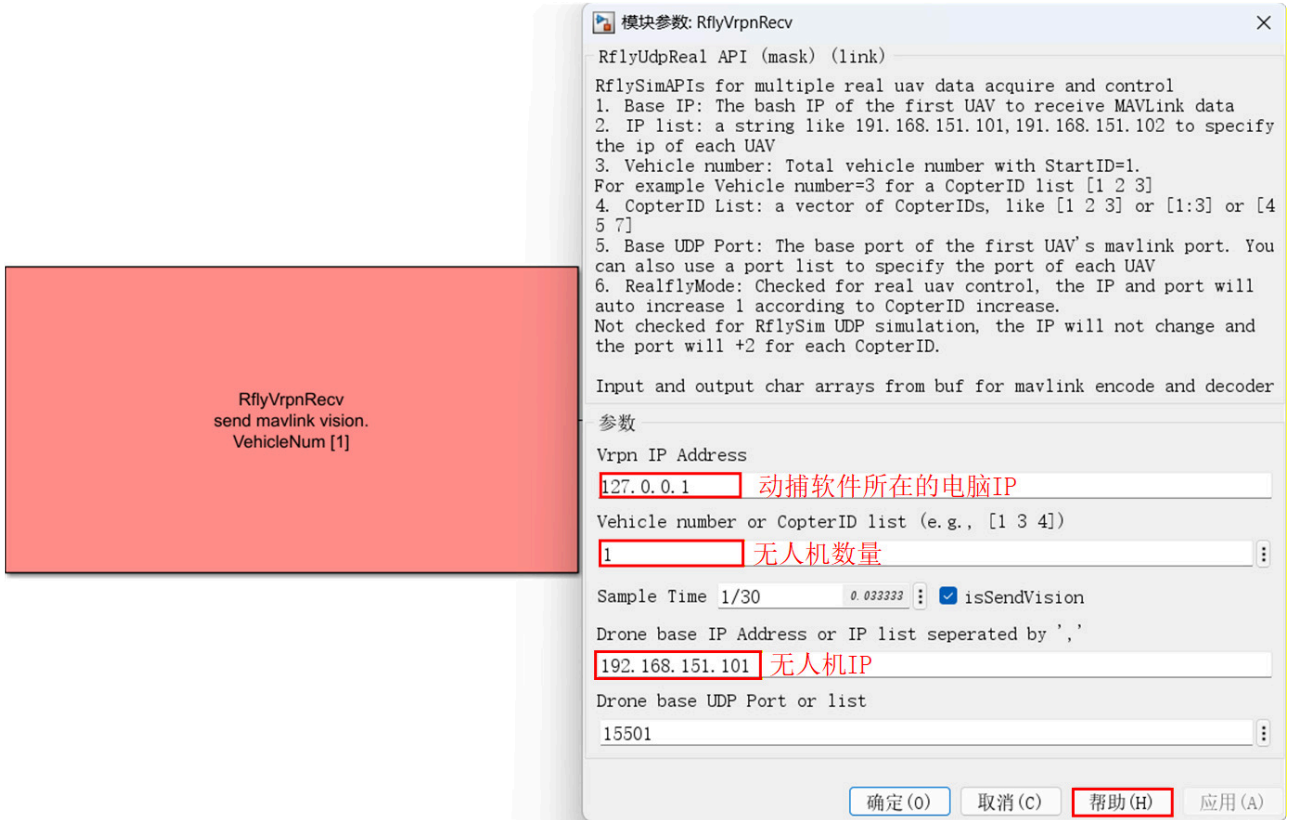 RflyVrpnRecv
send mavlink vision.
VehicleNum [1]
模块参数: RflyVrpnRecv
RflyUdpReal API (mask) (link)
RflySimAPIs for multiple real uav data acquire and control
1. Base IP: The bash IP of the first UAV to receive MAVLink data
2. IP list: a string like 191.168.151.101,191.168.151.102 to specify
the ip of each UAV
3. Vehicle number: Total vehicle number with StartID=1.
For example Vehicle number=3 for a CopterID list [1 2 3]
4. CopterID List: a vector of CopterIDs, like [1 2 3] or [1:3] or [4
5 7]
5. Base UDP Port: The base port of the first UAV's mavlink port. You
can also use a port list to specify the port of each UAV
6. RealflyMode: Checked for real uav control, the IP and port will
auto increase 1 according to CopterID increase.
Not checked for RflySim UDP simulation, the IP will not change and
the port will +2 for each CopterID.
Input and output char arrays from buf for mavlink encode and decoder
参数
Vrpn IP Address
127.0.0.1 动捕软件所在的电脑IP
Vehicle number or CopterID list (e.g., [1 3 4])
1 无人机数量
Sample Time 1/30 0.033333 isSendVision
Drone base IP Address or IP list seperated by ','
192.168.151.101 无人机IP
Drone base UDP Port or list
15501
确定(O) 取消(C) 帮助(H) 应用(A)